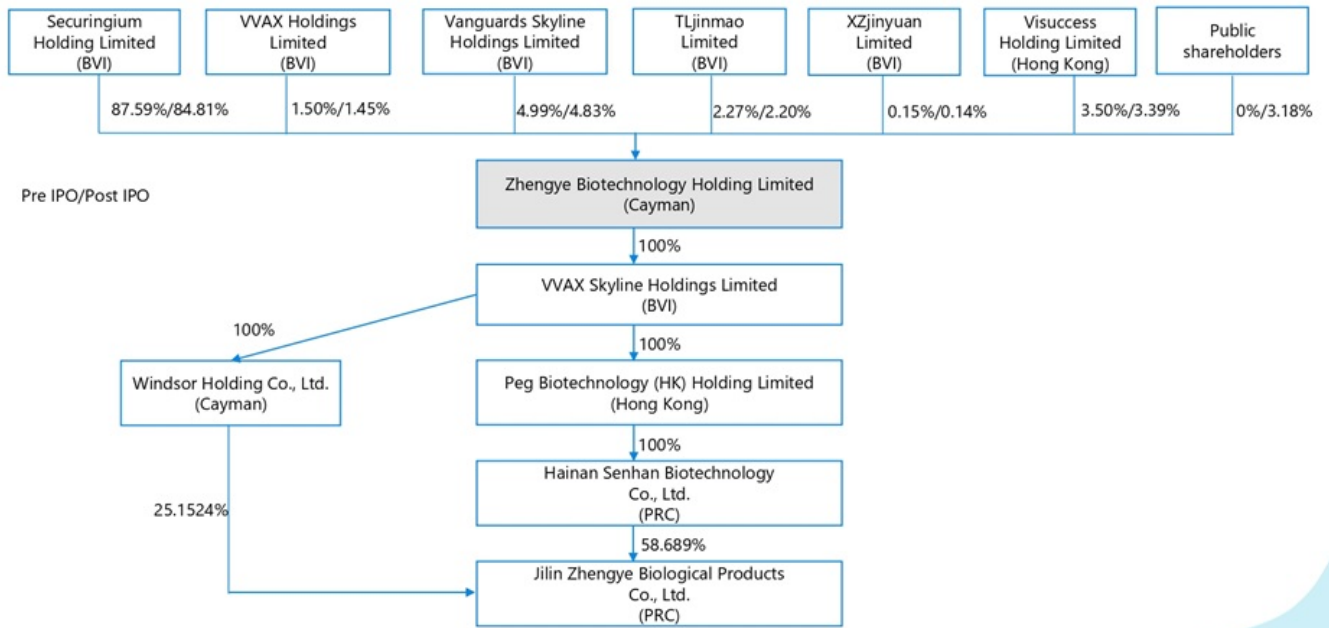 Securingium
Holding Limited
(BVI)
VVAX Holdings
Limited
(BVI)
Vanguards Skyline
Holdings Limited
(BVI)
TLjinmao
Limited
(BVI)
XZjinyuan
Limited
(BVI)
Visuccess
Holding Limited
(Hong Kong)
Public
shareholders
87.59%/84.81%
1.50%/1.45%
4.99%/4.83%
2.27%/2.20%
0.15%/0.14%
3.50%/3.39%
0%/3.18%
Pre IPO/Post IPO
Zhengye Biotechnology Holding Limited
(Cayman)
100%
VVAX Skyline Holdings Limited
(BVI)
100%
100%
Windsor Holding Co., Ltd.
(Cayman)
Peg Biotechnology (HK) Holding Limited
(Hong Kong)
100%
Hainan Senhan Biotechnology
Co., Ltd.
(PRC)
25.1524%
58.689%
Jilin Zhengye Biological Products
Co., Ltd.
(PRC)